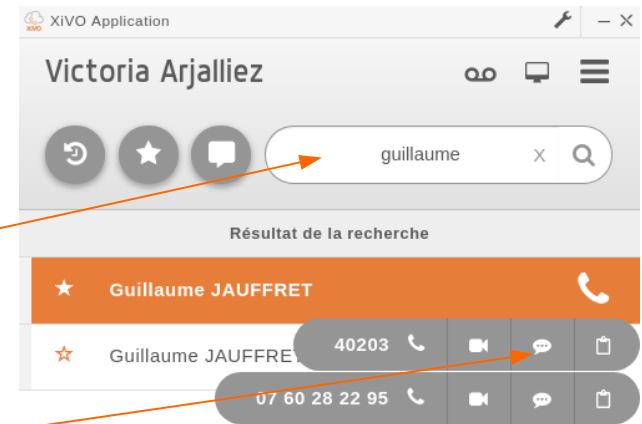 XiVO Application
Victoria Arjalliez
guillaume X
Résultat de la recherche
Guillaume JAUFFRET
40203
Guillaume JAUFFRE
07 60 28 22 95